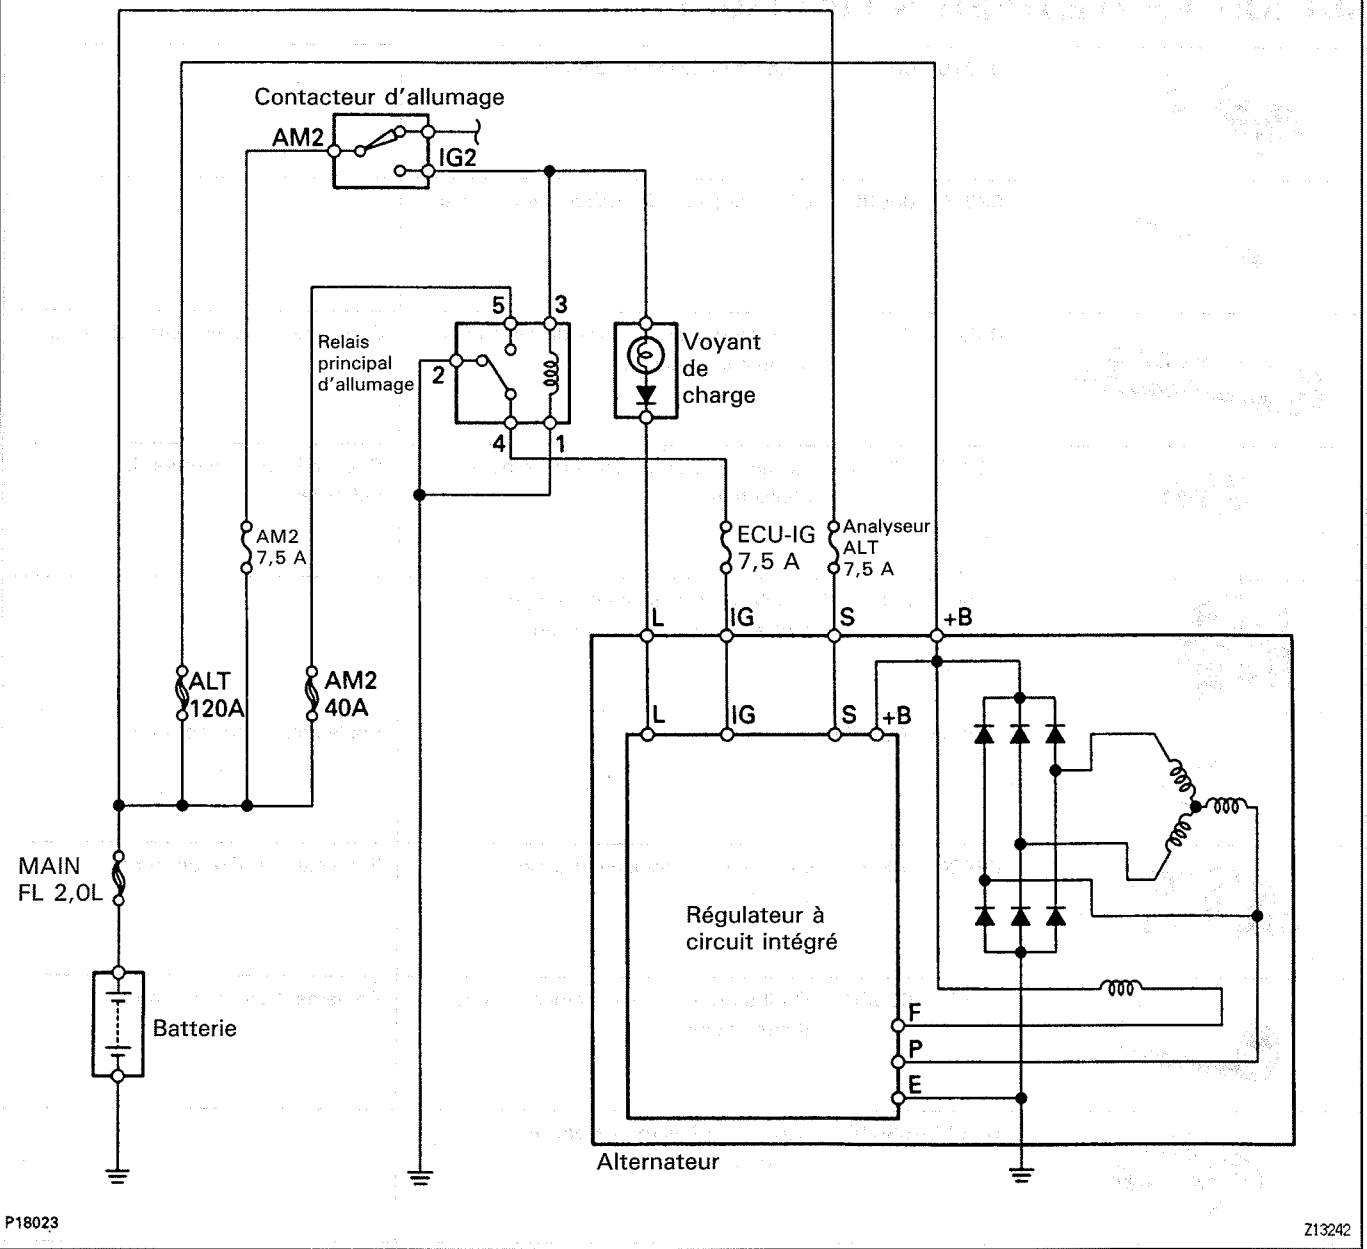 Contacteur d'allumage
AM2
IG2
5
3
Relais
principal
d'allumage
2
4
1
Voyant
de
charge
AM2
7,5 A
ECU-IG
7,5 A
Analyseur
ALT
7,5 A
L
IG
S
+B
ALT
120A
AM2
40A
L
IG
S
+B
MAIN
FL 2,0L
Régulateur à
circuit intégré
Batterie
F
P
E
Alternateur
P18023
Z13242